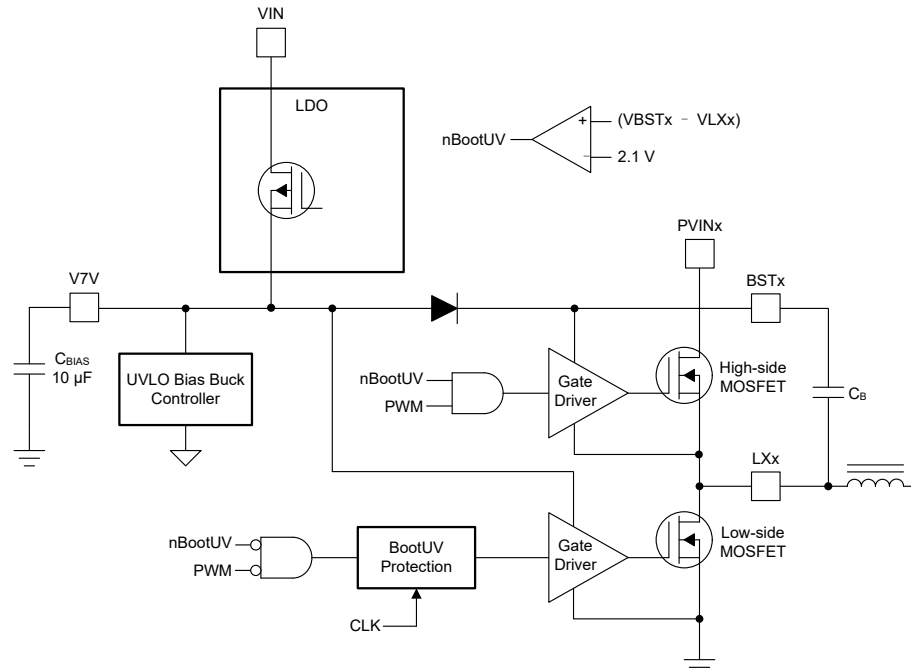 VIN
LDO
nBootUV
+
(VBSTx - VLXx)
-
2.1 V
PVINx
V7V
BSTx
CBIAS
10 µF
UVLO Bias Buck
Controller
nBootUV
PWM
Gate
Driver
High-side
MOSFET
CB
LXx
nBootUV
PWM
BootUV
Protection
Gate
Driver
Low-side
MOSFET
CLK